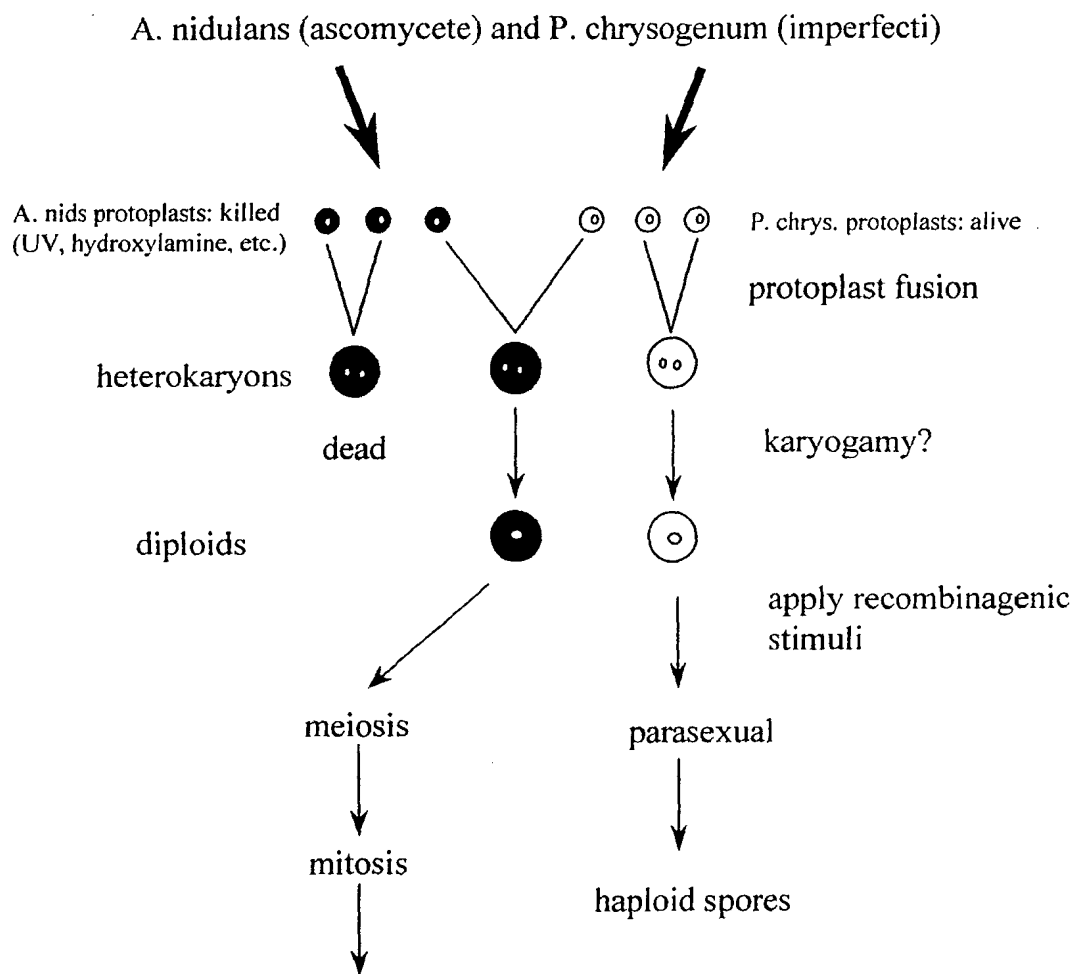 A. nidulans (ascomycete) and P. chrysogenum (imperfecti)
A. nids protoplasts: killed
(UV, hydroxylamine, etc.)
P. chrys. protoplasts: alive
protoplast fusion
heterokaryons
dead
karyogamy?
diploids
apply recombinagenic
stimuli
meiosis
parasexual
mitosis
haploid spores